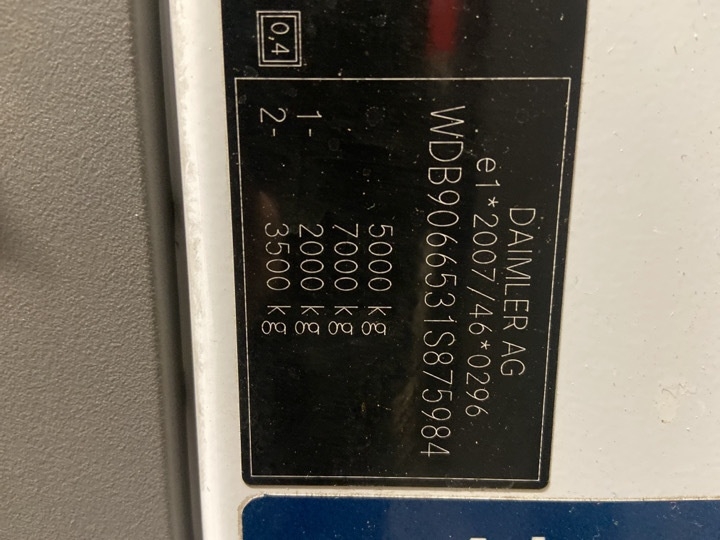 DAIMLER AG
e1*2007/46*0296
WDB9066531S875984
5000 kg
7000 kg
1- 2000 kg
2- 3500 kg
0,4